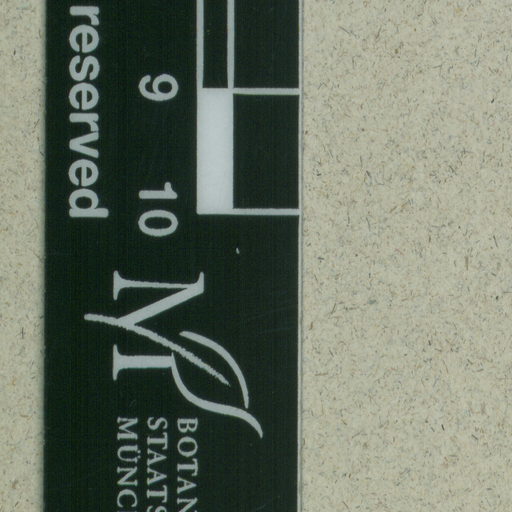 reserved
9 10
M
BOTAN
STAATS
MÜNC